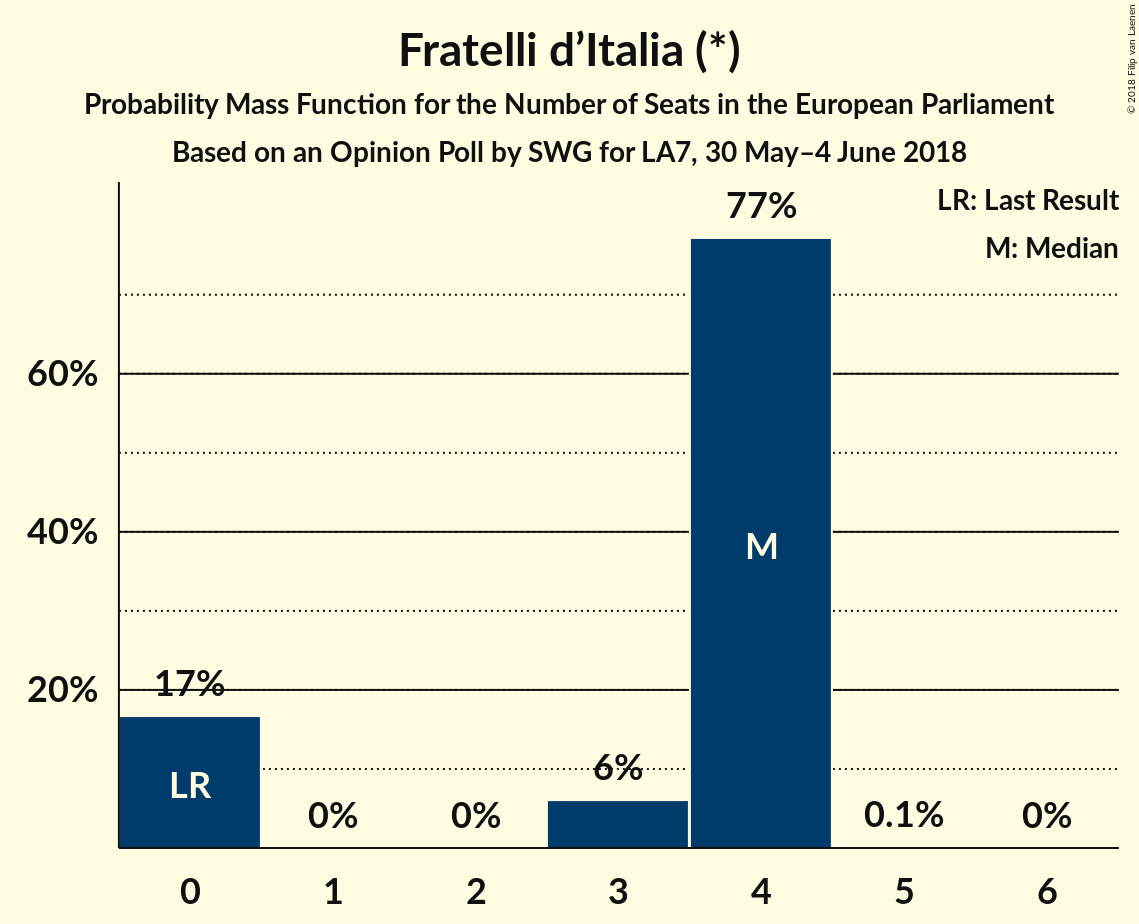 Fratelli d’Italia (*)
Probability Mass Function for the Number of Seats in the European Parliament
Based on an Opinion Poll by SWG for LA7, 30 May–4 June 2018
© 2018 Filip van Laenen
LR: Last Result
M: Median
77%
60%
40%
20%
M
17%
LR
0%
0%
6%
0.1%
0%
0 1 2 3 4 5 6